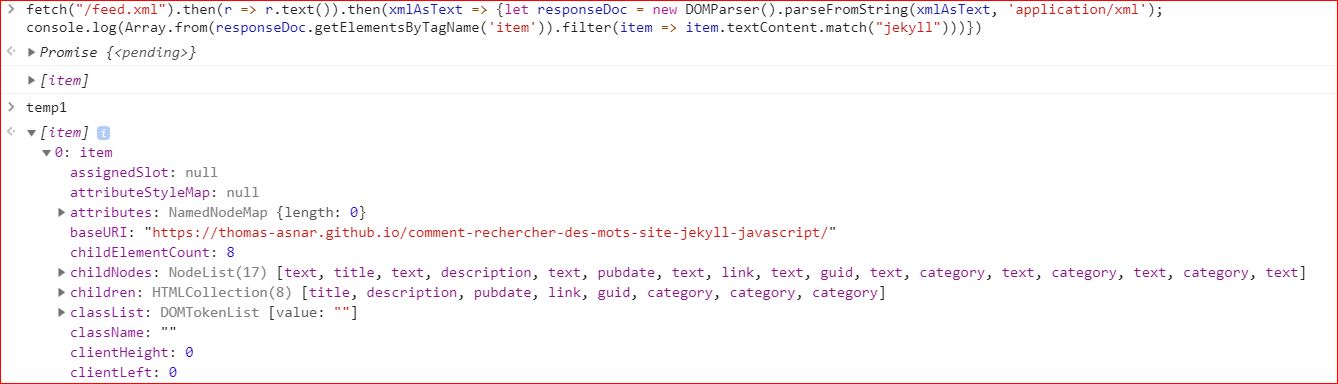 > fetch("/feed.xml").then(r => r.text()).then(xmlAsText => {let responseDoc = new DOMParser().parseFromString(xmlAsText, 'application/xml');
console.log(Array.from(responseDoc.getElementsByTagName('item')).filter(item => item.textContent.match("jekyll")))})
Promise {<pending>}
[item]
> temp1
[item] i
0: item
assignedSlot: null
attributeStyleMap: null
attributes: NamedNodeMap {length: 0}
baseURI: "https://thomas-asnar.github.io/comment-rechercher-des-mots-site-jekyll-javascript/"
childElementCount: 8
childNodes: NodeList(17) [text, title, text, description, text, pubdate, text, link, text, guid, text, category, text, category, text, category, text]
children: HTMLCollection(8) [title, description, pubdate, link, guid, category, category, category]
classList: DOMTokenList [value: ""]
className: ""
clientHeight: 0
clientLeft: 0